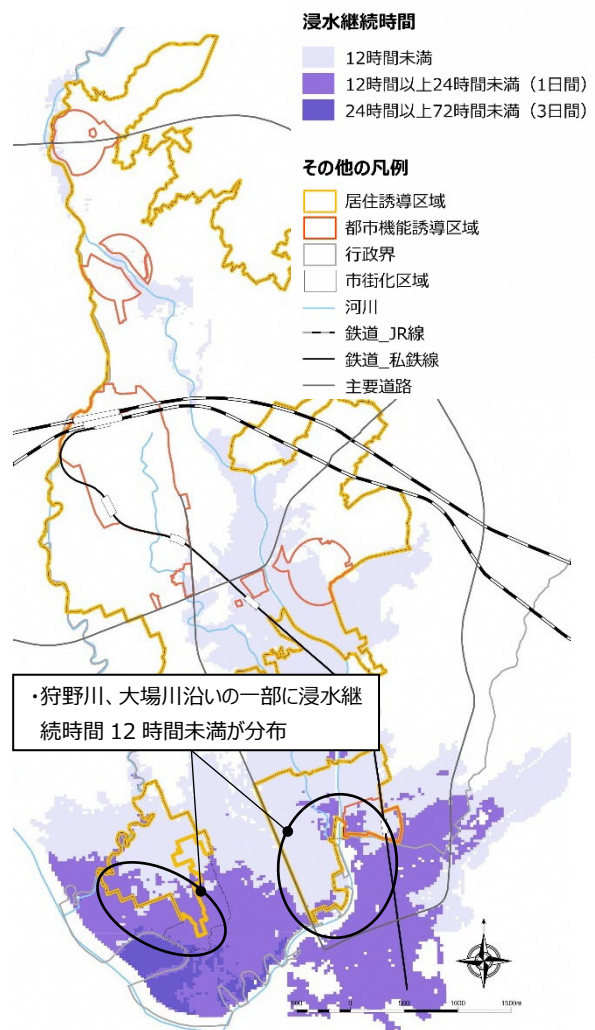 浸水継続時間
12時間未満
12時間以上24時間未満（1日間）
24時間以上72時間未満（3日間）
その他の凡例
居住誘導区域
都市機能誘導区域
行政界
市街化区域
河川
鉄道_JR線
鉄道_私鉄線
主要道路
・狩野川、大場川沿いの一部に浸水継
続時間 12 時間未満が分布
500 0 500 1000 1500m